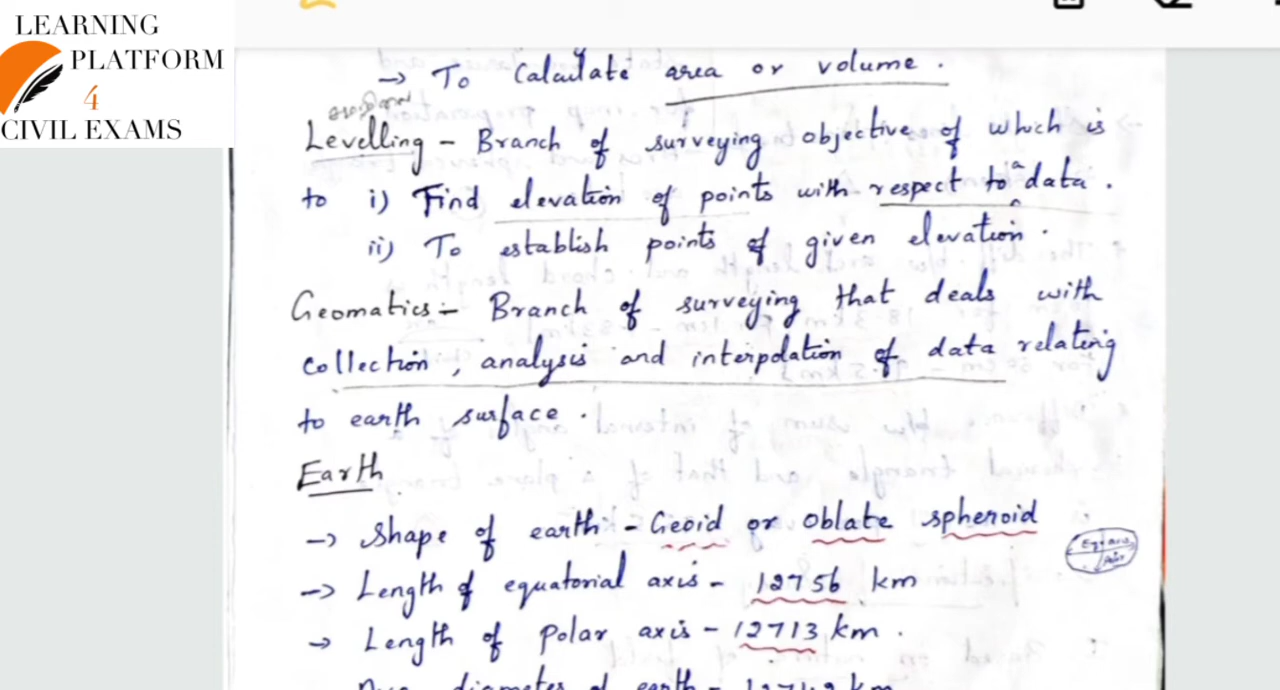 LEARNING
PLATFORM
4
CIVIL EXAMS
→ To Calculate area or volume.
Levelling - Branch of surveying objective of which is
to i) Find elevation of points with respect to a data.
ii) To establish points of given elevation.
Geomatics - Branch of surveying that deals with
collection, analysis and interpolation of data relating
to earth surface.
Earth
→ Shape of earth - Geoid or Oblate spheroid
→ Length of equatorial axis - 12756 km
→ Length of Polar axis - 12713 km.
diameter of earth -